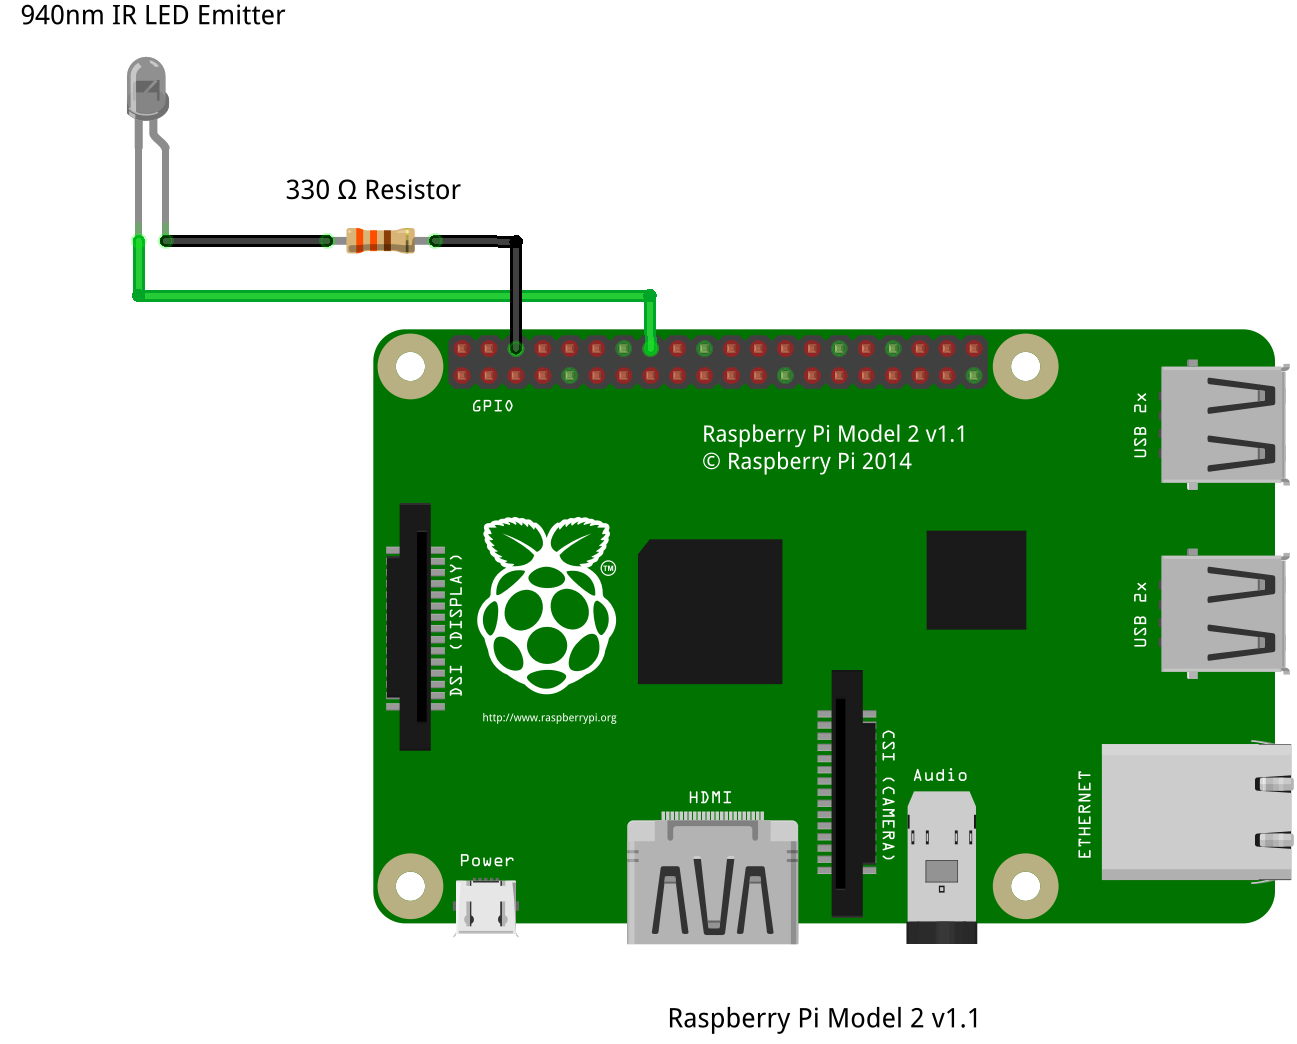 940nm IR LED Emitter
330 Ω Resistor
GPIO
Raspberry Pi Model 2 v1.1
© Raspberry Pi 2014
USB 2x
DSI (DISPLAY)
TM
USB 2x
http://www.raspberrypi.org
CSI (CAMERA)
Audio
ETHERNET
HDMI
Power
Raspberry Pi Model 2 v1.1